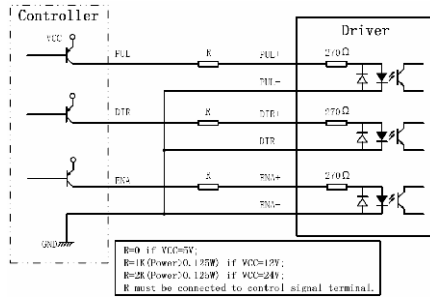 Controller
Driver
VCC
PUL
R
PUL+
270Ω
PUL-
DIR
R
DIR+
270Ω
DIR
ENA
R
ENA+
270Ω
ENA-
GND
R=0 if VCC=5V;
R=1K(Power>0.125W) if VCC=12V;
R=2K(Power>0.125W) if VCC=24V;
R must be connected to control signal terminal.